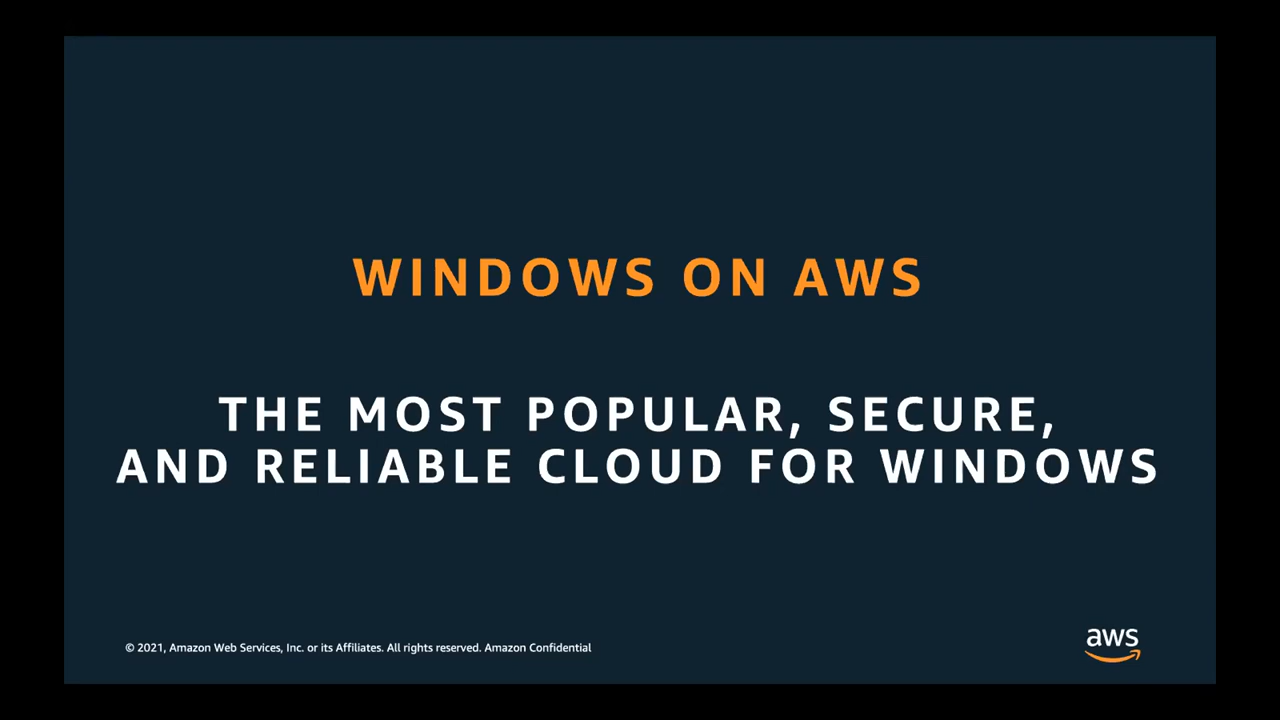 WINDOWS ON AWS
THE MOST POPULAR, SECURE,
AND RELIABLE CLOUD FOR WINDOWS
© 2021, Amazon Web Services, Inc. or its Affiliates. All rights reserved. Amazon Confidential
aws